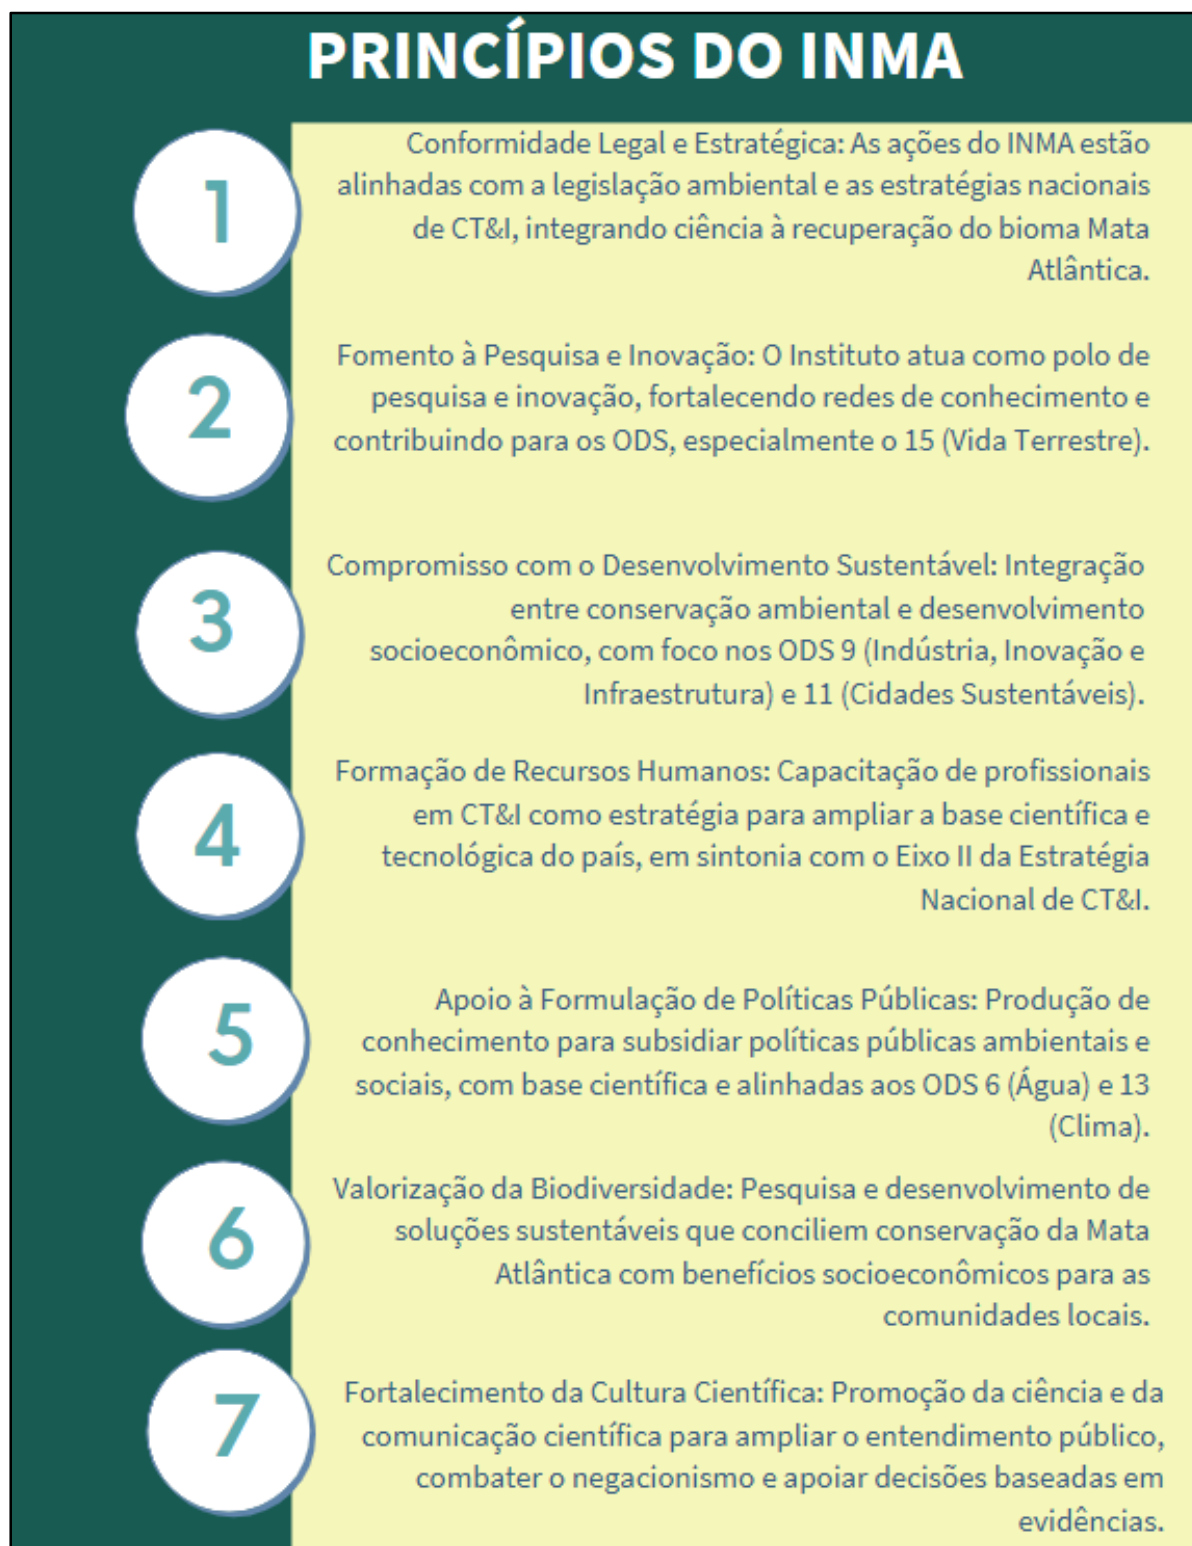 PRINCÍPIOS DO INMA
1
Conformidade Legal e Estratégica: As ações do INMA estão
alinhadas com a legislação ambiental e as estratégias nacionais
de CT&I, integrando ciência à recuperação do bioma Mata
Atlântica.
2
Fomento à Pesquisa e Inovação: O Instituto atua como polo de
pesquisa e inovação, fortalecendo redes de conhecimento e
contribuindo para os ODS, especialmente o 15 (Vida Terrestre).
3
Compromisso com o Desenvolvimento Sustentável: Integração
entre conservação ambiental e desenvolvimento
socioeconômico, com foco nos ODS 9 (Indústria, Inovação e
Infraestrutura) e 11 (Cidades Sustentáveis).
4
Formação de Recursos Humanos: Capacitação de profissionais
em CT&I como estratégia para ampliar a base científica e
tecnológica do país, em sintonia com o Eixo II da Estratégia
Nacional de CT&I.
5
Apoio à Formulação de Políticas Públicas: Produção de
conhecimento para subsidiar políticas públicas ambientais e
sociais, com base científica e alinhadas aos ODS 6 (Água) e 13
(Clima).
6
Valorização da Biodiversidade: Pesquisa e desenvolvimento de
soluções sustentáveis que conciliem conservação da Mata
Atlântica com benefícios socioeconômicos para as
comunidades locais.
7
Fortalecimento da Cultura Científica: Promoção da ciência e da
comunicação científica para ampliar o entendimento público,
combater o negacionismo e apoiar decisões baseadas em
evidências.